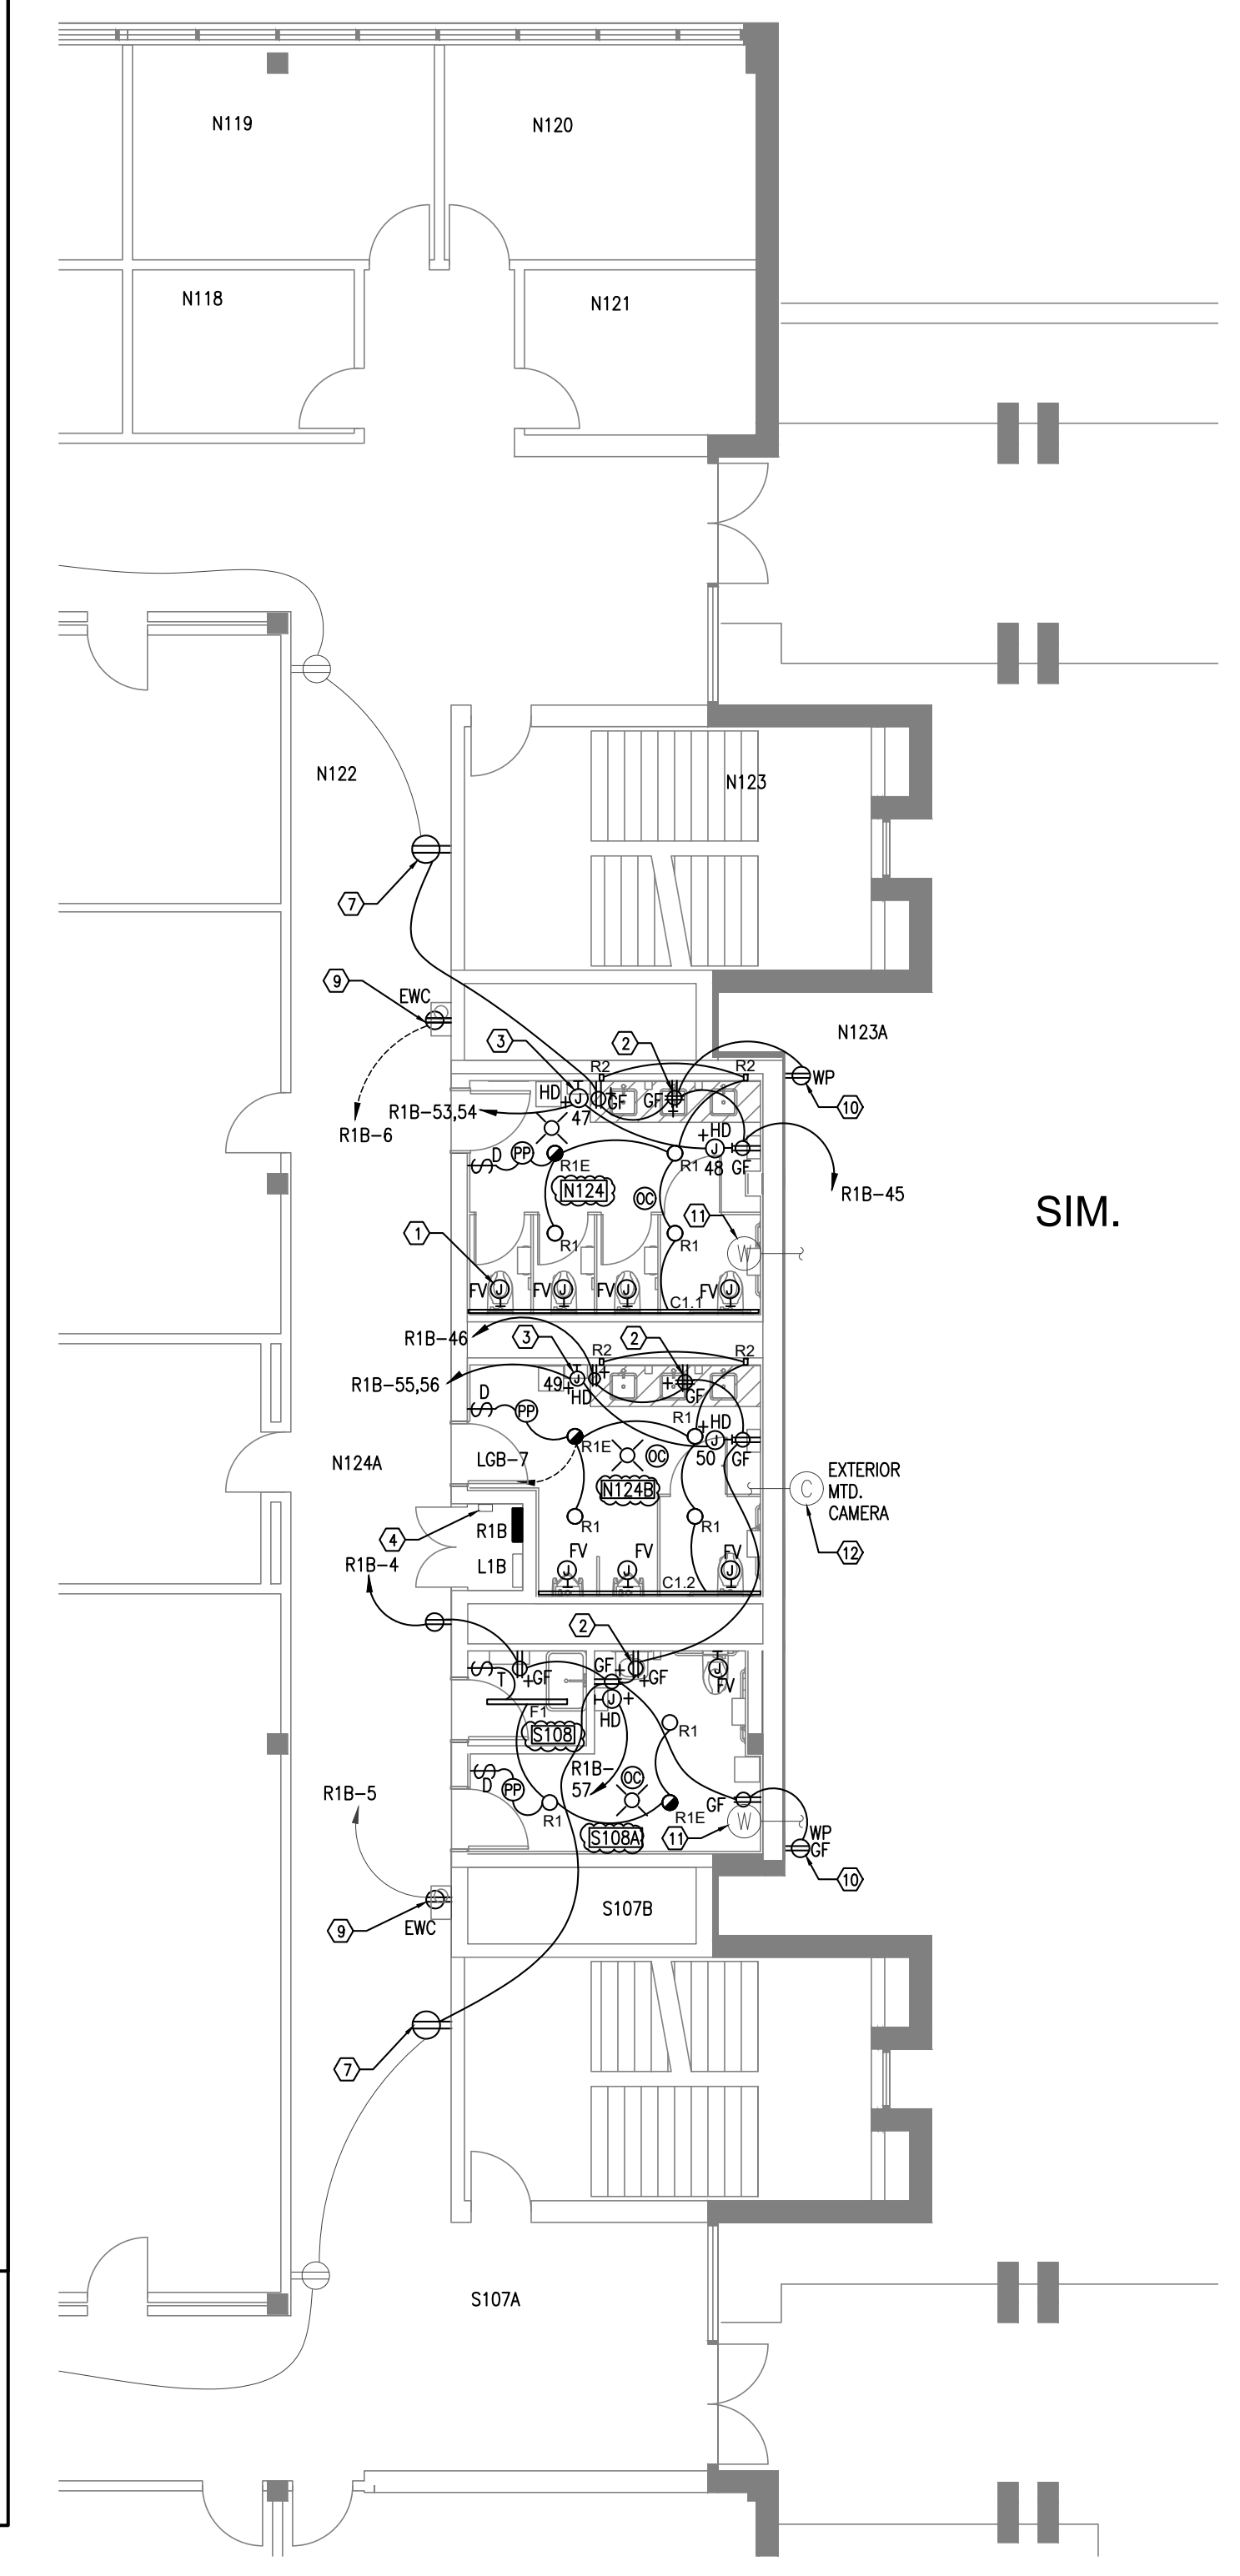 N119
N120
N118
N121
N122
N123
7
9
EWC
N123A
3
2
R2
R2
WP
HD
GF
GF
10
R1B-53,54
47
+HD
R1B-6
D
PP
R1E
R1
48
GF
R1B-45
N124
OC
11
SIM.
1
R1
R1
W
FV
J
FV
J
FV
J
FV
J
C1.1
R1B-46
3
2
R2
R2
R1B-55,56
49
J
HD
GF
D
PP
R1
+HD
R1E
OC
J
50
GF
N124A
LGB-7
N124B
C
EXTERIOR
MTD.
CAMERA
R1B
R1
R1
4
12
R1B-4
L1B
FV
FV
FV
J
J
J
C1.2
2
T
+GF
GF
+GF
J
FV
F1
J
HD
R1
S108
R1B-
57
OC
R1B-5
D
PP
R1
R1E
GF
S108A
11
W
WP
GF
10
9
EWC
S107B
7
S107A